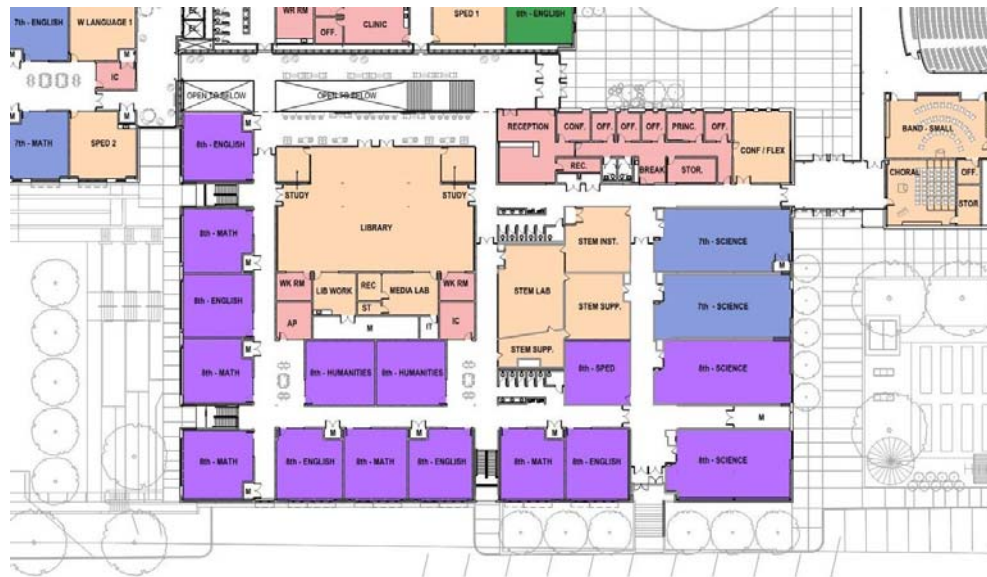 7th - ENGLISH
W LANGUAGE 1
WR RM
OFF.
CLINIC
SPED 1
8th - ENGLISH
M
M
IC
OPEN TO BELOW
OPEN TO BELOW
M
M
7th - MATH
SPED 2
8th - ENGLISH
RECEPTION
CONF.
OFF.
OFF.
OFF.
PRINC.
OFF.
CONF / FLEX
REC.
BREAK
STOR.
M
BAND - SMALL
CHORAL
OFF.
STOR
STUDY
STUDY
LIBRARY
8th - MATH
M
STEM INST.
7th - SCIENCE
M
8th - ENGLISH
WK RM
LIB WORK
REC
MEDIA LAB
WK RM
ST
AP
M
IT
IC
STEM LAB
STEM SUPP.
7th - SCIENCE
M
8th - MATH
8th - HUMANITIES
8th - HUMANITIES
STEM SUPP.
8th - SPED
8th - SCIENCE
M
M
M
M
8th - MATH
M
8th - ENGLISH
8th - MATH
8th - ENGLISH
8th - MATH
8th - ENGLISH
8th - SCIENCE